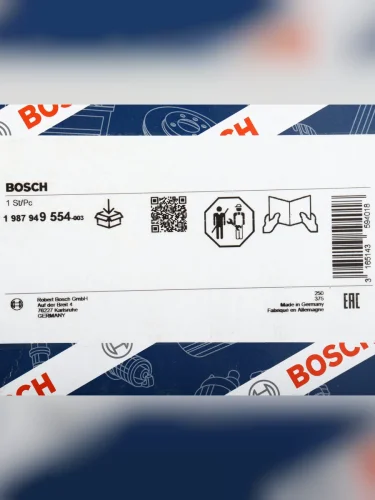 BOSCH
BOSCH
1 St/Pc
1 987 949 554-003
Robert Bosch GmbH
Auf der Breit 4
76227 Karlsruhe
GERMANY
250
375
Made in Germany
Fabriqué en Allemagne
EAC
3 165143 594018
BOSCH
BOSCH